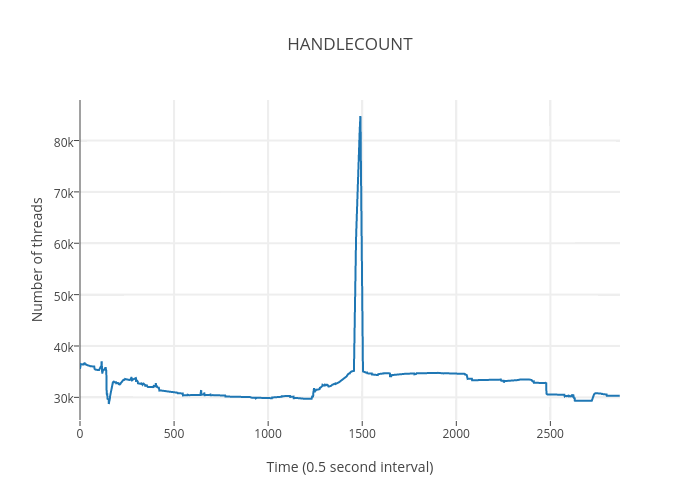 HANDLECOUNT
Number of threads
80k
70k
60k
50k
40k
30k
0
500
1000
1500
2000
2500
Time (0.5 second interval)